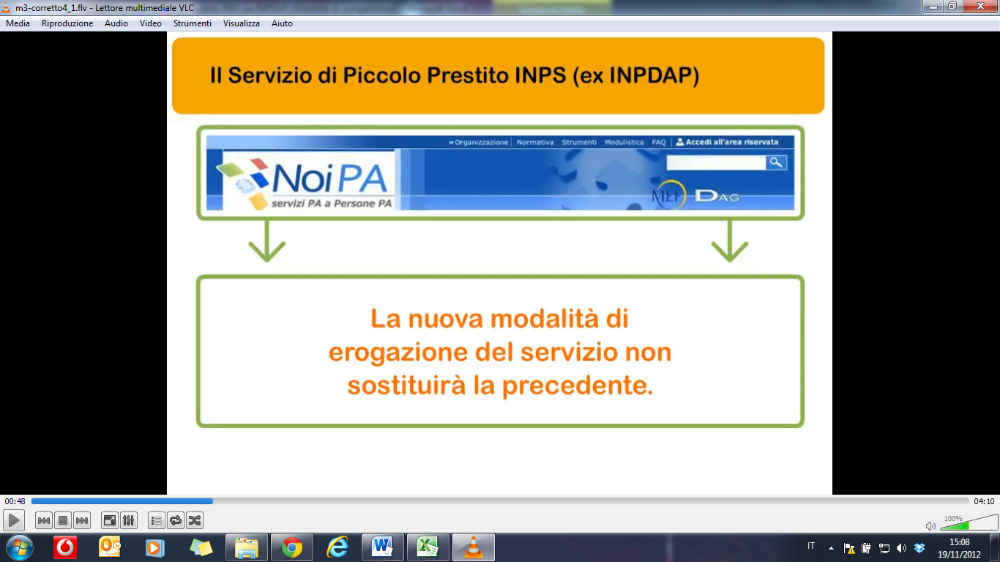 m3-corretto4_1.flv - Lettore multimediale VLC
Media Riproduzione Audio Video Strumenti Visualizza Aiuto
Il Servizio di Piccolo Prestito INPS (ex INPDAP)
Organizzazione Normativa Strumenti Modulistica FAQ Accedi all'area riservata
NoiPA
servizi PA a Persone PA
MEF DAG
La nuova modalità di
erogazione del servizio non
sostituirà la precedente.
00:48 04:10
100%
IT
15:08
19/11/2012